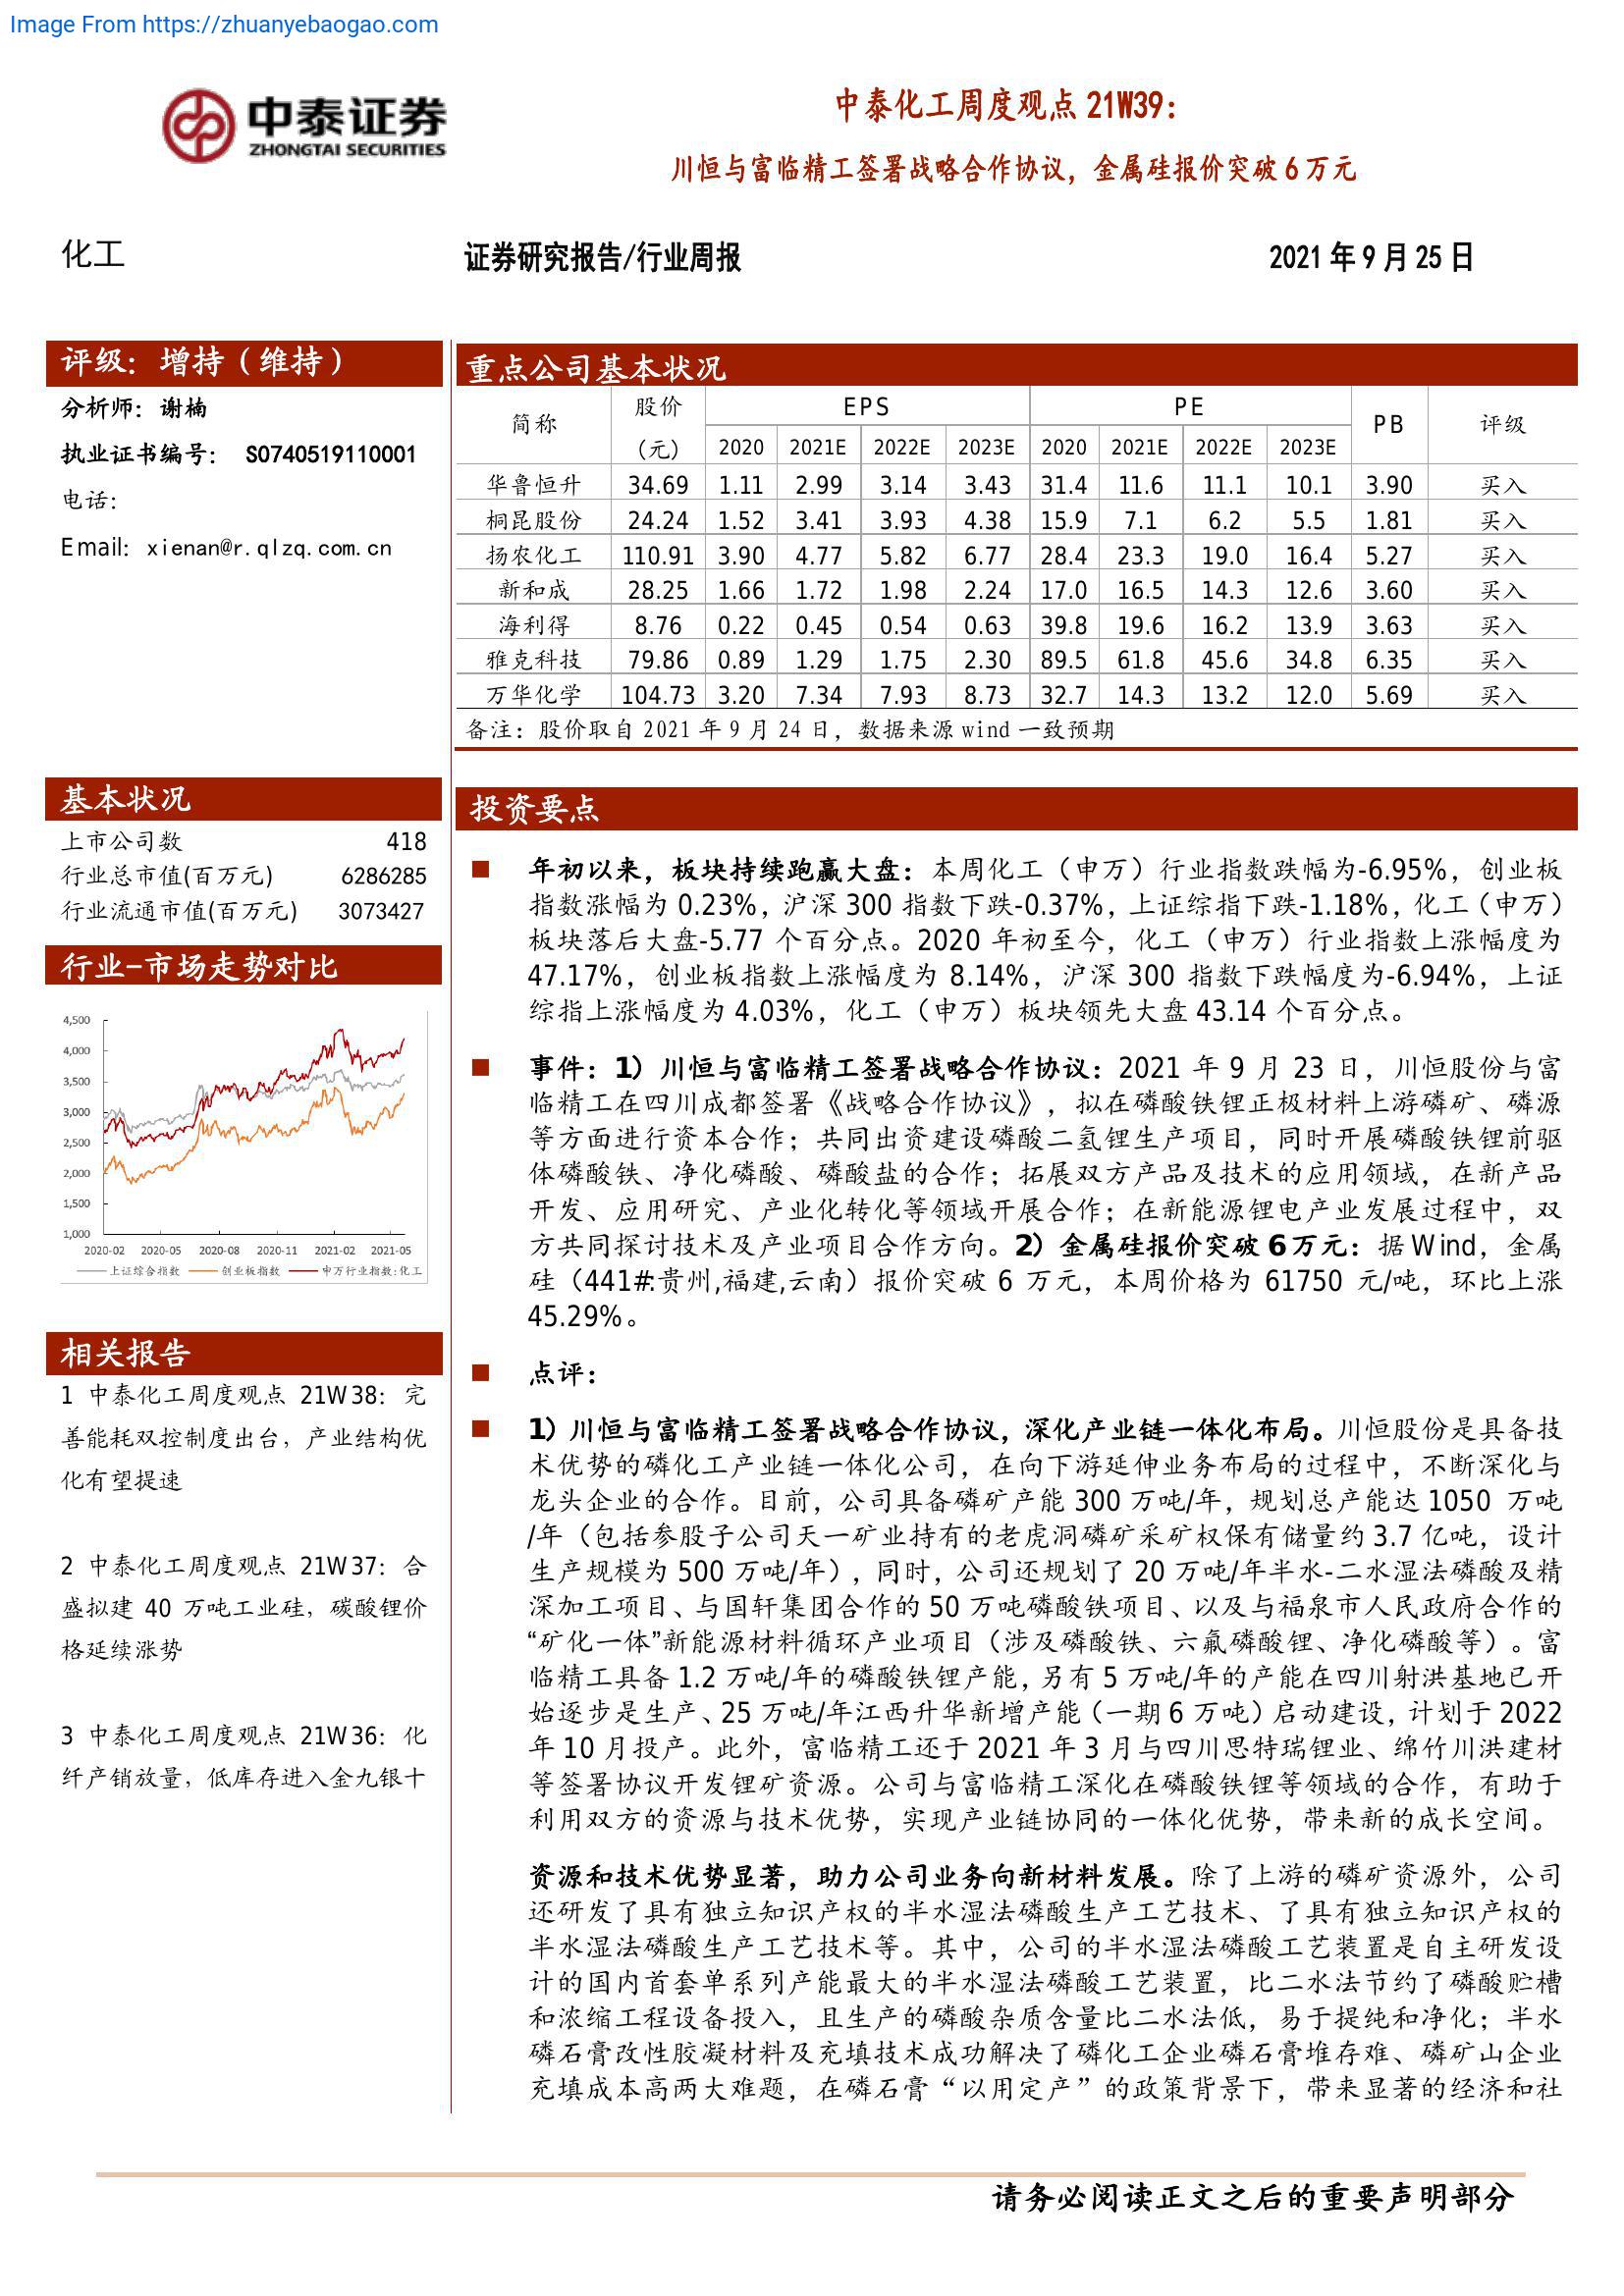 Image From https://zhuanyebaogao.com
中泰证券
ZHONGTAI SECURITIES
中泰化工周度观点 21W39：
川恒与富临精工签署战略合作协议，金属硅报价突破 6 万元
化工
证券研究报告/行业周报
2021 年 9 月 25 日
评级：增持（维持）
分析师：谢楠
执业证书编号： S0740519110001
电话：
Email：xienan@r.qlzq.com.cn
重点公司基本状况
简称 股价（元） EPS PE PB 评级
2020 2021E 2022E 2023E 2020 2021E 2022E 2023E
华鲁恒升 34.69 1.11 2.99 3.14 3.43 31.4 11.6 11.1 10.1 3.90 买入
桐昆股份 24.24 1.52 3.41 3.93 4.38 15.9 7.1 6.2 5.5 1.81 买入
扬农化工 110.91 3.90 4.77 5.82 6.77 28.4 23.3 19.0 16.4 5.27 买入
新和成 28.25 1.66 1.72 1.98 2.24 17.0 16.5 14.3 12.6 3.60 买入
海利得 8.76 0.22 0.45 0.54 0.63 39.8 19.6 16.2 13.9 3.63 买入
雅克科技 79.86 0.89 1.29 1.75 2.30 89.5 61.8 45.6 34.8 6.35 买入
万华化学 104.73 3.20 7.34 7.93 8.73 32.7 14.3 13.2 12.0 5.69 买入
备注：股价取自 2021 年 9 月 24 日，数据来源 wind 一致预期
基本状况
上市公司数 418
行业总市值(百万元) 6286285
行业流通市值(百万元) 3073427
行业-市场走势对比
4,500
4,000
3,500
3,000
2,500
2,000
1,500
1,000
2020-02 2020-05 2020-08 2020-11 2021-02 2021-05
上证综合指数 创业板指数 申万行业指数:化工
相关报告
1 中泰化工周度观点 21W38：完
善能耗双控制度出台，产业结构优
化有望提速
2 中泰化工周度观点 21W37：合
盛拟建 40 万吨工业硅，碳酸锂价
格延续涨势
3 中泰化工周度观点 21W36：化
纤产销放量，低库存进入金九银十
投资要点
年初以来，板块持续跑赢大盘：本周化工（申万）行业指数跌幅为-6.95%，创业板
指数涨幅为 0.23%，沪深 300 指数下跌-0.37%，上证综指下跌-1.18%，化工（申万）
板块落后大盘-5.77 个百分点。2020 年初至今，化工（申万）行业指数上涨幅度为
47.17%，创业板指数上涨幅度为 8.14%，沪深 300 指数下跌幅度为-6.94%，上证
综指上涨幅度为 4.03%，化工（申万）板块领先大盘 43.14 个百分点。
事件：1）川恒与富临精工签署战略合作协议：2021 年 9 月 23 日，川恒股份与富
临精工在四川成都签署《战略合作协议》，拟在磷酸铁锂正极材料上游磷矿、磷源
等方面进行资本合作；共同出资建设磷酸二氢锂生产项目，同时开展磷酸铁锂前驱
体磷酸铁、净化磷酸、磷酸盐的合作；拓展双方产品及技术的应用领域，在新产品
开发、应用研究、产业化转化等领域开展合作；在新能源锂电产业发展过程中，双
方共同探讨技术及产业项目合作方向。2）金属硅报价突破 6 万元：据 Wind，金属
硅（441#:贵州,福建,云南）报价突破 6 万元，本周价格为 61750 元/吨，环比上涨
45.29%。
点评：
1）川恒与富临精工签署战略合作协议，深化产业链一体化布局。川恒股份是具备技
术优势的磷化工产业链一体化公司，在向下游延伸业务布局的过程中，不断深化与
龙头企业的合作。目前，公司具备磷矿产能 300 万吨/年，规划总产能达 1050 万吨
/年（包括参股子公司天一矿业持有的老虎洞磷矿采矿权保有储量约 3.7 亿吨，设计
生产规模为 500 万吨/年），同时，公司还规划了 20 万吨/年半水-二水湿法磷酸及精
深加工项目、与国轩集团合作的 50 万吨磷酸铁项目、以及与福泉市人民政府合作的
“矿化一体”新能源材料循环产业项目（涉及磷酸铁、六氟磷酸锂、净化磷酸等）。富
临精工具备 1.2 万吨/年的磷酸铁锂产能，另有 5 万吨/年的产能在四川射洪基地已开
始逐步是生产、25 万吨/年江西升华新增产能（一期 6 万吨）启动建设，计划于 2022
年 10 月投产。此外，富临精工还于 2021 年 3 月与四川思特瑞锂业、绵竹川洪建材
等签署协议开发锂矿资源。公司与富临精工深化在磷酸铁锂等领域的合作，有助于
利用双方的资源与技术优势，实现产业链协同的一体化优势，带来新的成长空间。
资源和技术优势显著，助力公司业务向新材料发展。除了上游的磷矿资源外，公司
还研发了具有独立知识产权的半水湿法磷酸生产工艺技术、了具有独立知识产权的
半水湿法磷酸生产工艺技术等。其中，公司的半水湿法磷酸工艺装置是自主研发设
计的国内首套单系列产能最大的半水湿法磷酸工艺装置，比二水法节约了磷酸贮槽
和浓缩工程设备投入，且生产的磷酸杂质含量比二水法低，易于提纯和净化；半水
磷石膏改性胶凝材料及充填技术成功解决了磷化工企业磷石膏堆存难、磷矿山企业
充填成本高两大难题，在磷石膏“以用定产”的政策背景下，带来显著的经济和社
请务必阅读正文之后的重要声明部分